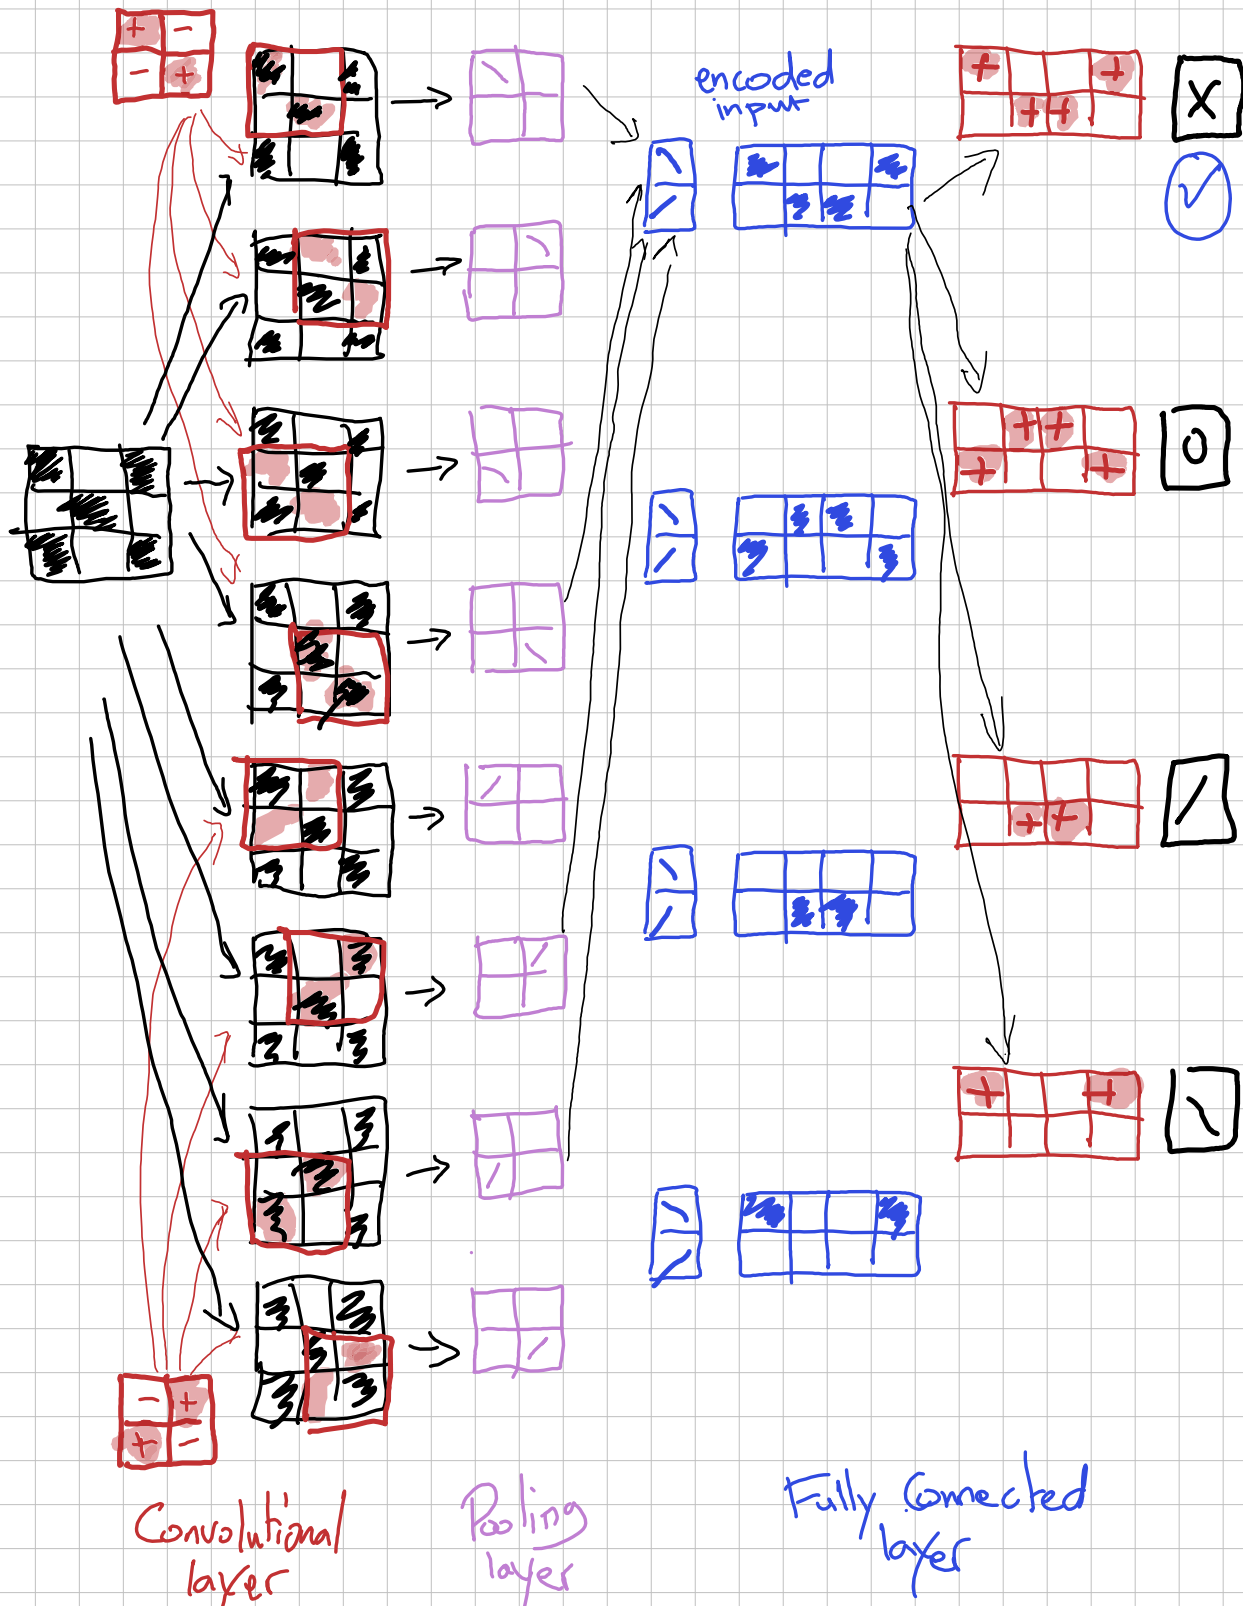 + -
- +
encoded
input
+ +
+ +
X
+ +
+ +
O
+ +
+ +
- +
+ -
Convolutional
layer
Pooling
layer
Fully Connected
layer